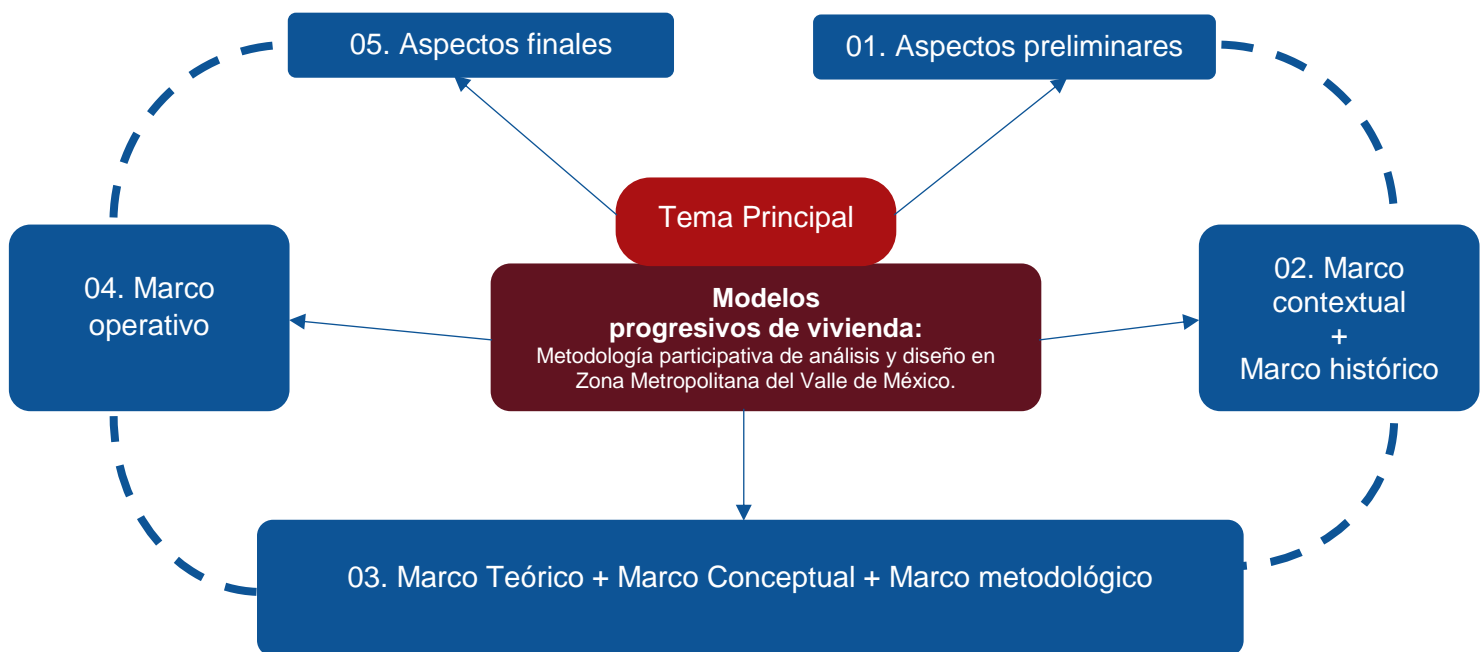 05. Aspectos finales
01. Aspectos preliminares
Tema Principal
04. Marco
operativo
Modelos
progresivos de vivienda:
Metodología participativa de análisis y diseño en
Zona Metropolitana del Valle de México.
02. Marco
contextual
+
Marco histórico
03. Marco Teórico + Marco Conceptual + Marco metodológico